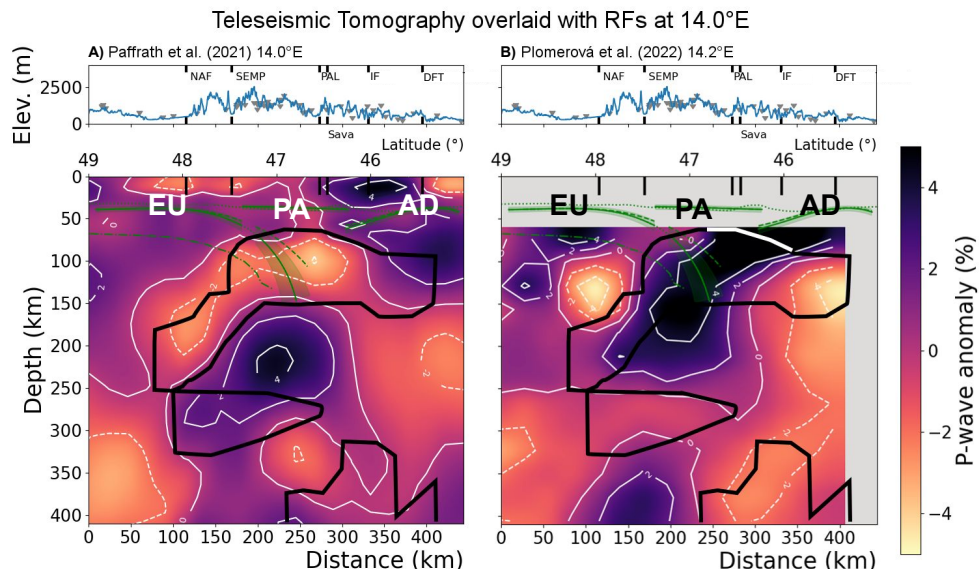 Teleseismic Tomography overlaid with RFs at 14.0°E
A) Paffrath et al. (2021) 14.0°E
B) Plomerová et al. (2022) 14.2°E
Elev. (m)
2500
0
NAF SEMP PAL IF DFT
Sava
Latitude (°)
NAF SEMP PAL IF DFT
Sava
Latitude (°)
49 48 47 46
49 48 47 46
Depth (km)
0
50
100
150
200
250
300
350
400
EU PA AD
EU PA AD
0 50 100 150 200 250 300 350 400
Distance (km)
0 50 100 150 200 250 300 350 400
Distance (km)
4
2
0
−2
−4
P-wave anomaly (%)